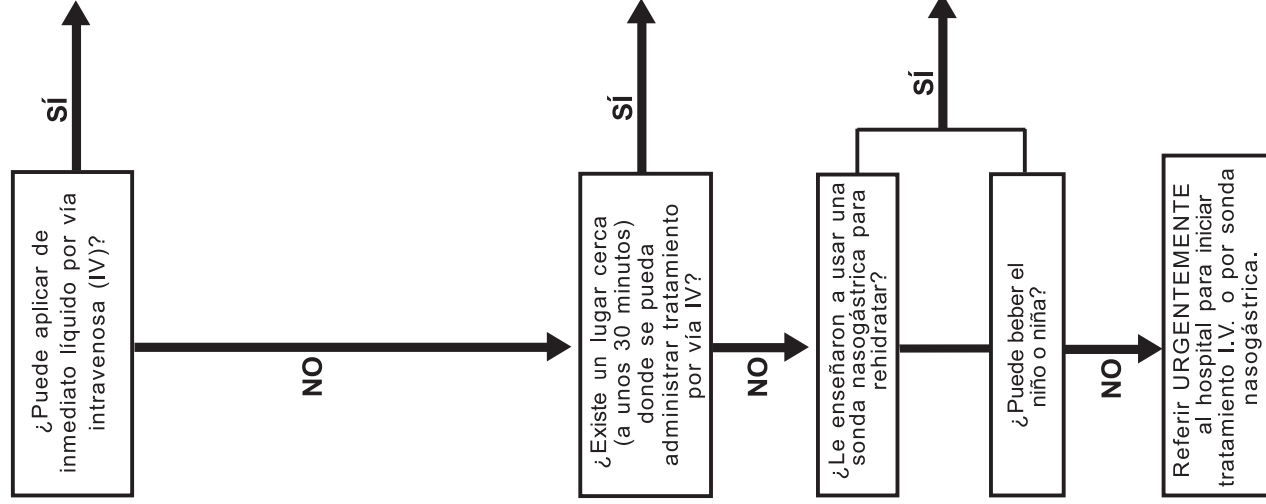 ¿Puede aplicar de
inmediato líquido por vía
intravenosa (IV)?
SÍ
NO
¿Existe un lugar cerca
(a unos 30 minutos)
donde se pueda
administrar tratamiento
por vía IV?
SÍ
NO
¿Le enseñaron a usar una
sonda nasogástrica para
rehidratar?
SÍ
¿Puede beber el
niño o niña?
NO
Referir URGENTEMENTE
al hospital para iniciar
tratamiento I.V. o por sonda
nasogástrica.